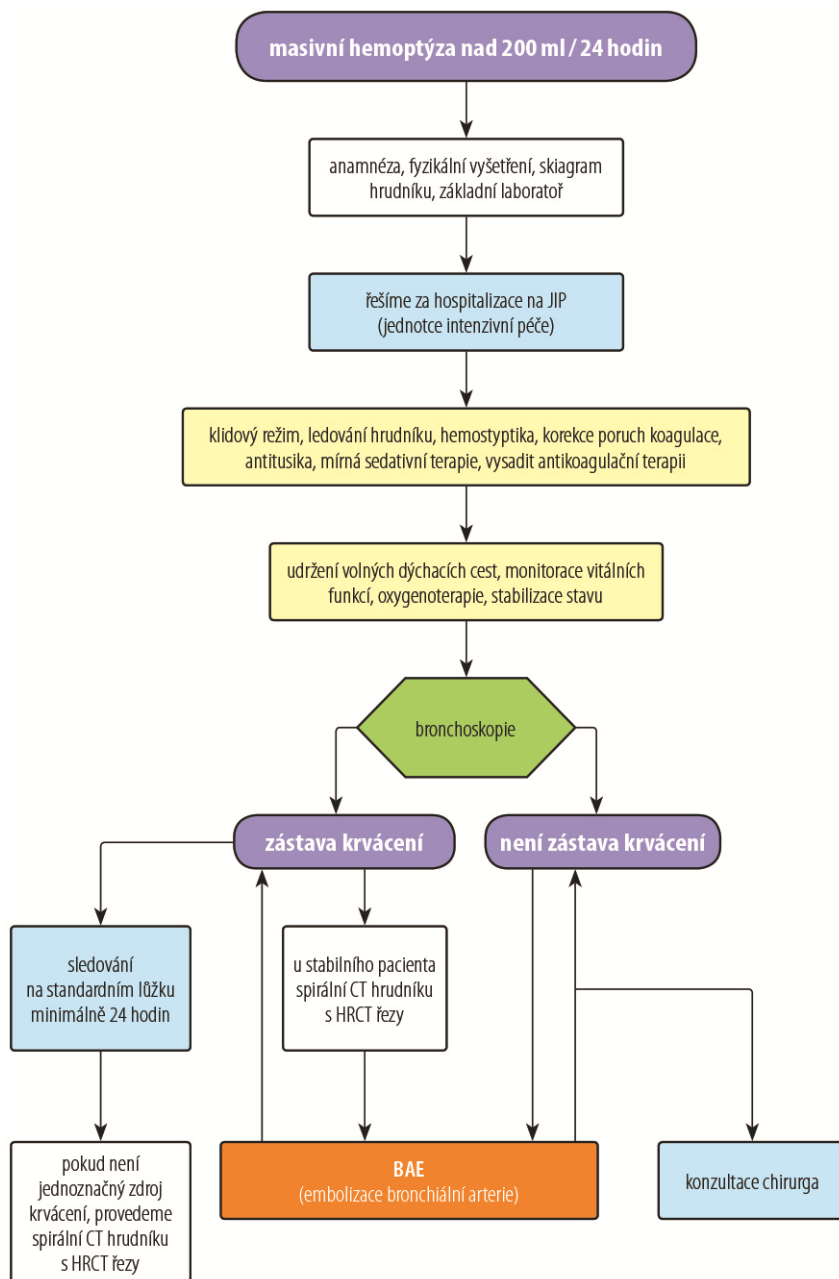 masivní hemoptýza nad 200 ml / 24 hodin
anamnéza, fyzikální vyšetření, skiagram
hrudníku, základní laboratoř
řešíme za hospitalizace na JIP
(jednotce intenzivní péče)
klidový režim, ledování hrudníku, hemostyptika, korekce poruch koagulace,
antitusika, mírná sedativní terapie, vysadit antikoagulační terapii
udržení volných dýchacích cest, monitorace vitálních
funkcí, oxygenoterapie, stabilizace stavu
bronchoskopie
zástava krvácení
není zástava krvácení
sledování
na standardním lůžku
minimálně 24 hodin
u stabilního pacienta
spirální CT hrudníku
s HRCT řezy
pokud není
jednoznačný zdroj
krvácení, provedeme
spirální CT hrudníku
s HRCT řezy
BAE
(embolizace bronchiální arterie)
konzultace chirurga